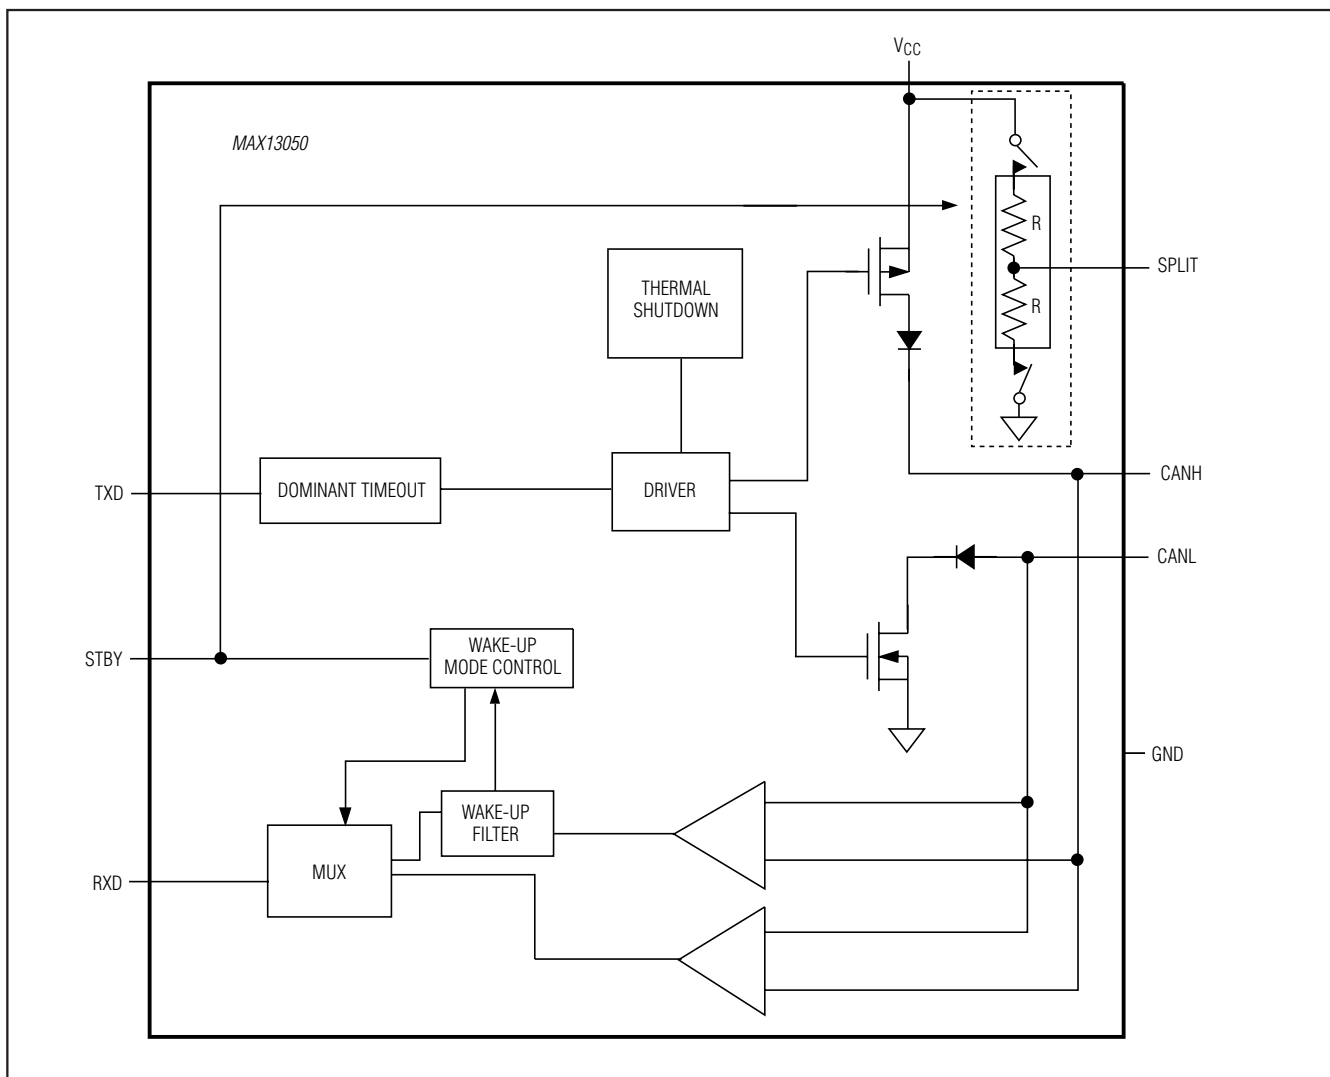 VCC
MAX13050
R
THERMAL
SHUTDOWN
SPLIT
R
CANH
TXD
DOMINANT TIMEOUT
DRIVER
CANL
STBY
WAKE-UP
MODE CONTROL
GND
WAKE-UP
FILTER
MUX
RXD